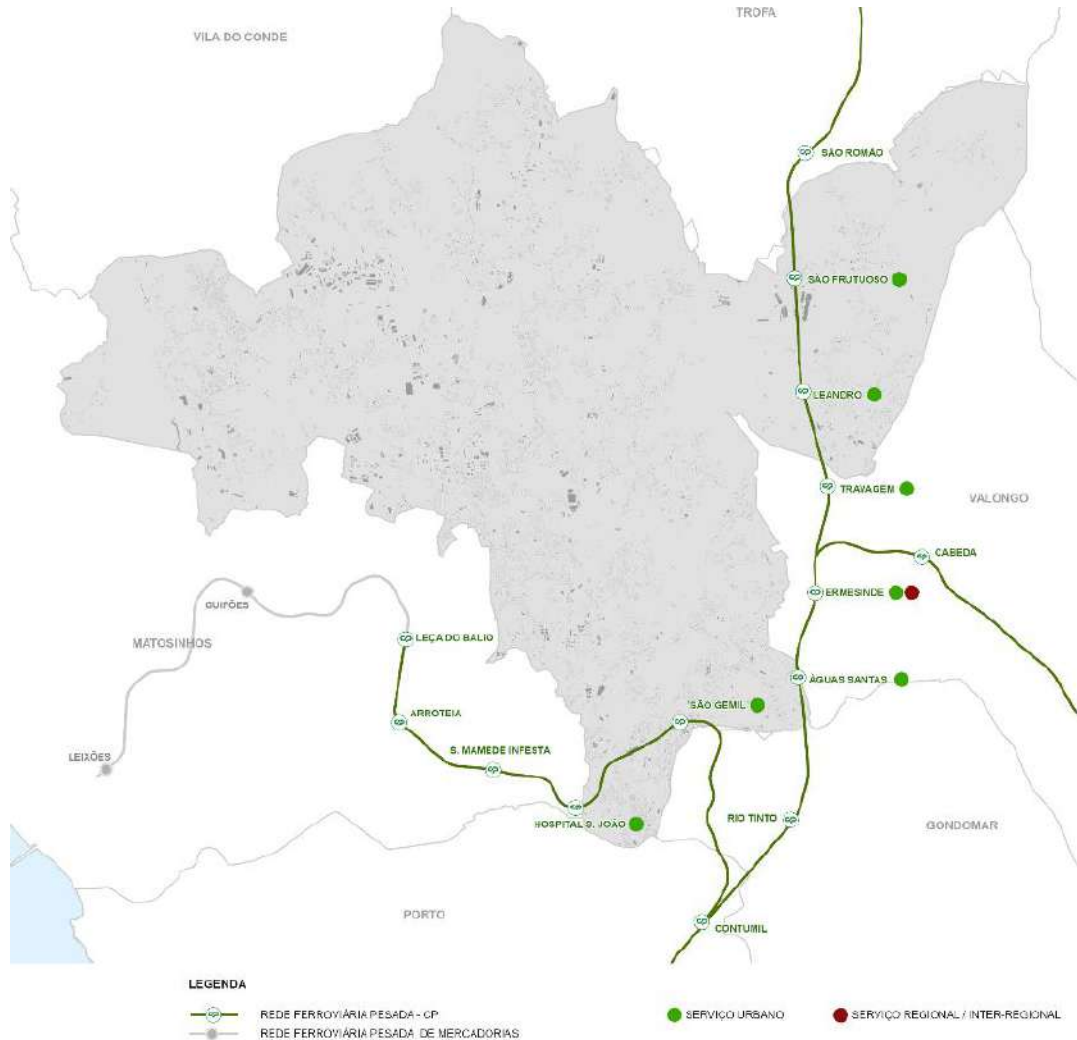 TROFA
VILA DO CONDE
SÃO ROMÃO
SÃO FRUTUOSO
LEANDRO
TRAVAGEM
VALONGO
CABEDA
ERMESINDE
GUIFÕES
MATOSINHOS
LEÇA DO BALIO
ÁGUAS SANTAS
SÃO GEMIL
ARROTEIA
S. MAMEDE INFESTA
LEIXÕES
HOSPITAL S. JOÃO
RIO TINTO
GONDOMAR
PORTO
CONTUMIL
LEGENDA
REDE FERROVIÁRIA PESADA - CP
SERVIÇO URBANO
SERVIÇO REGIONAL / INTER-REGIONAL
REDE FERROVIÁRIA PESADA DE MERCADORIAS